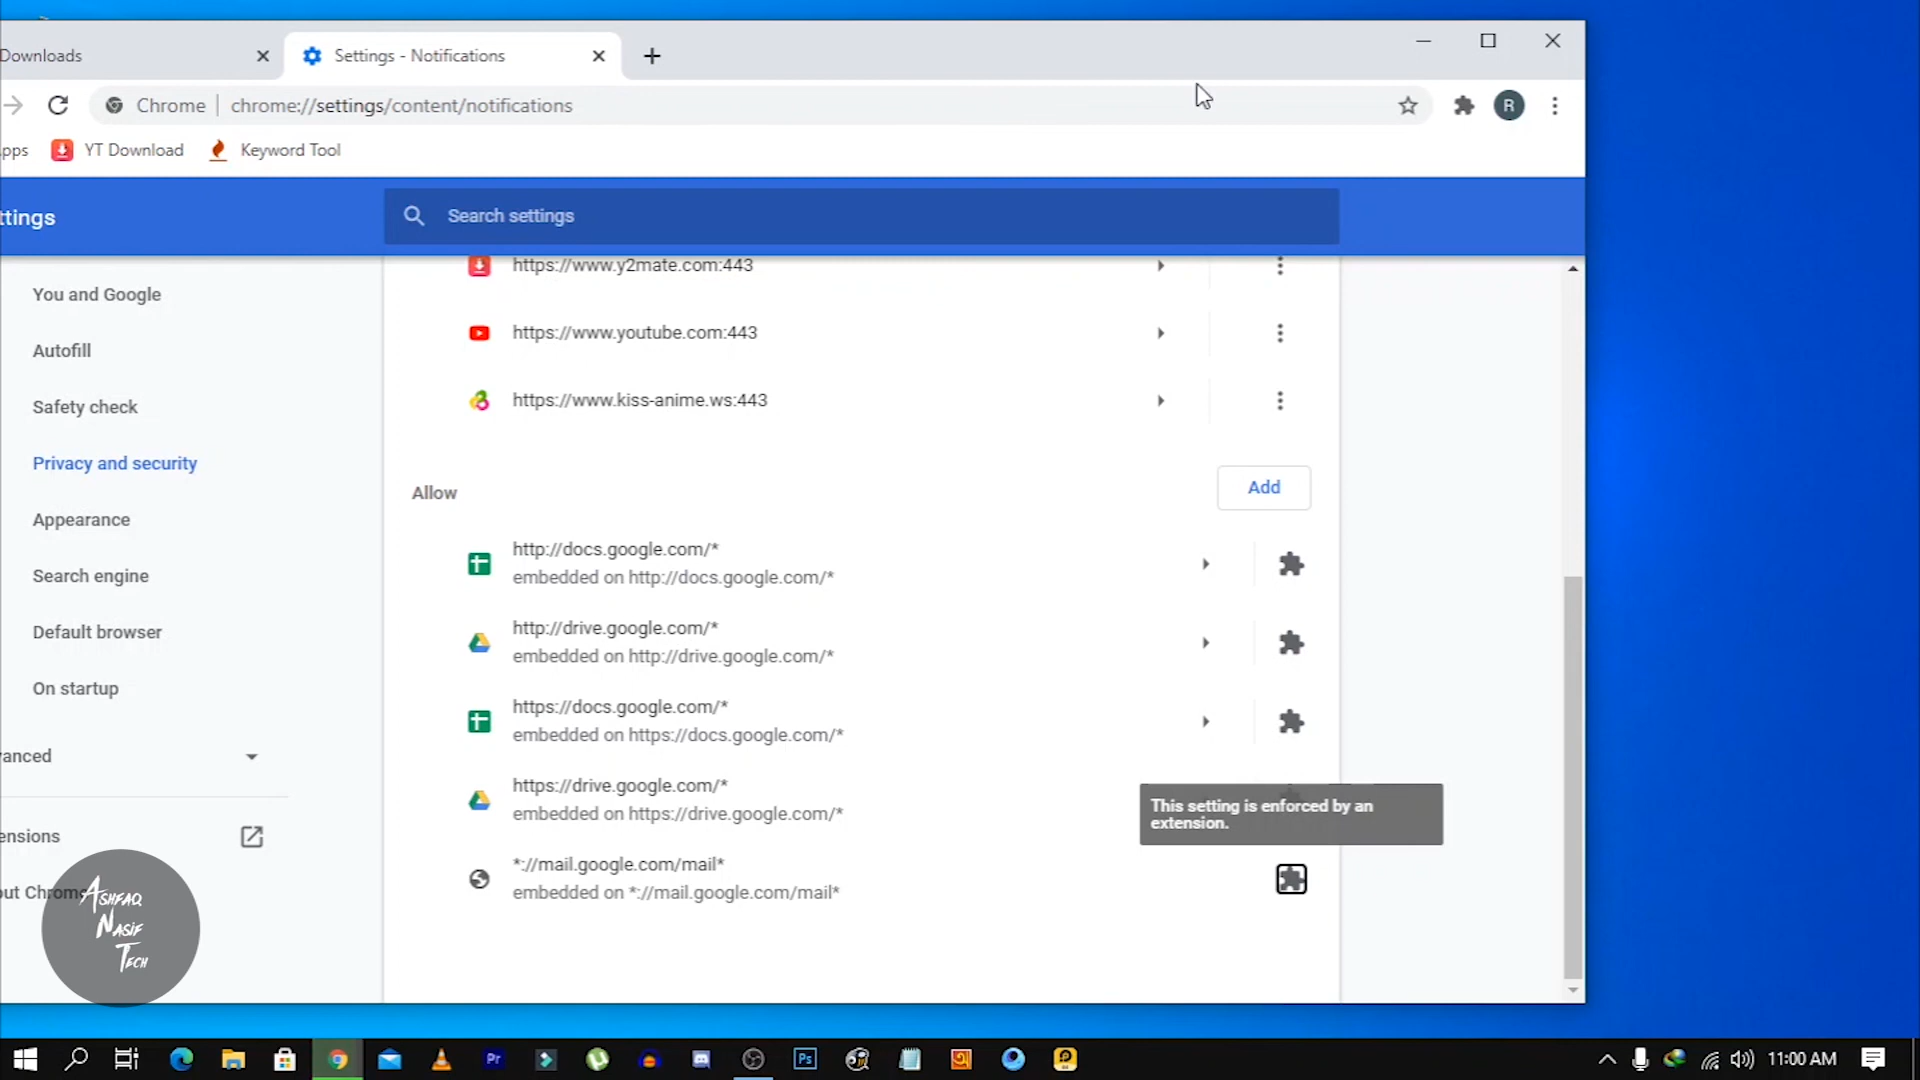 Downloads
Settings - Notifications
Chrome
chrome://settings/content/notifications
R
pps
YT Download
Keyword Tool
ttings
Search settings
You and Google
Autofill
Safety check
Privacy and security
Appearance
Search engine
Default browser
On startup
vanced
ensions
out Chrome
https://www.y2mate.com:443
https://www.youtube.com:443
https://www.kiss-anime.ws:443
Allow
Add
http://docs.google.com/*
embedded on http://docs.google.com/*
http://drive.google.com/*
embedded on http://drive.google.com/*
https://docs.google.com/*
embedded on https://docs.google.com/*
https://drive.google.com/*
embedded on https://drive.google.com/*
This setting is enforced by an
extension.
*://mail.google.com/mail*
embedded on *://mail.google.com/mail*
Ashfaq
Nasif
Tech
Pr
Ps
11:00 AM